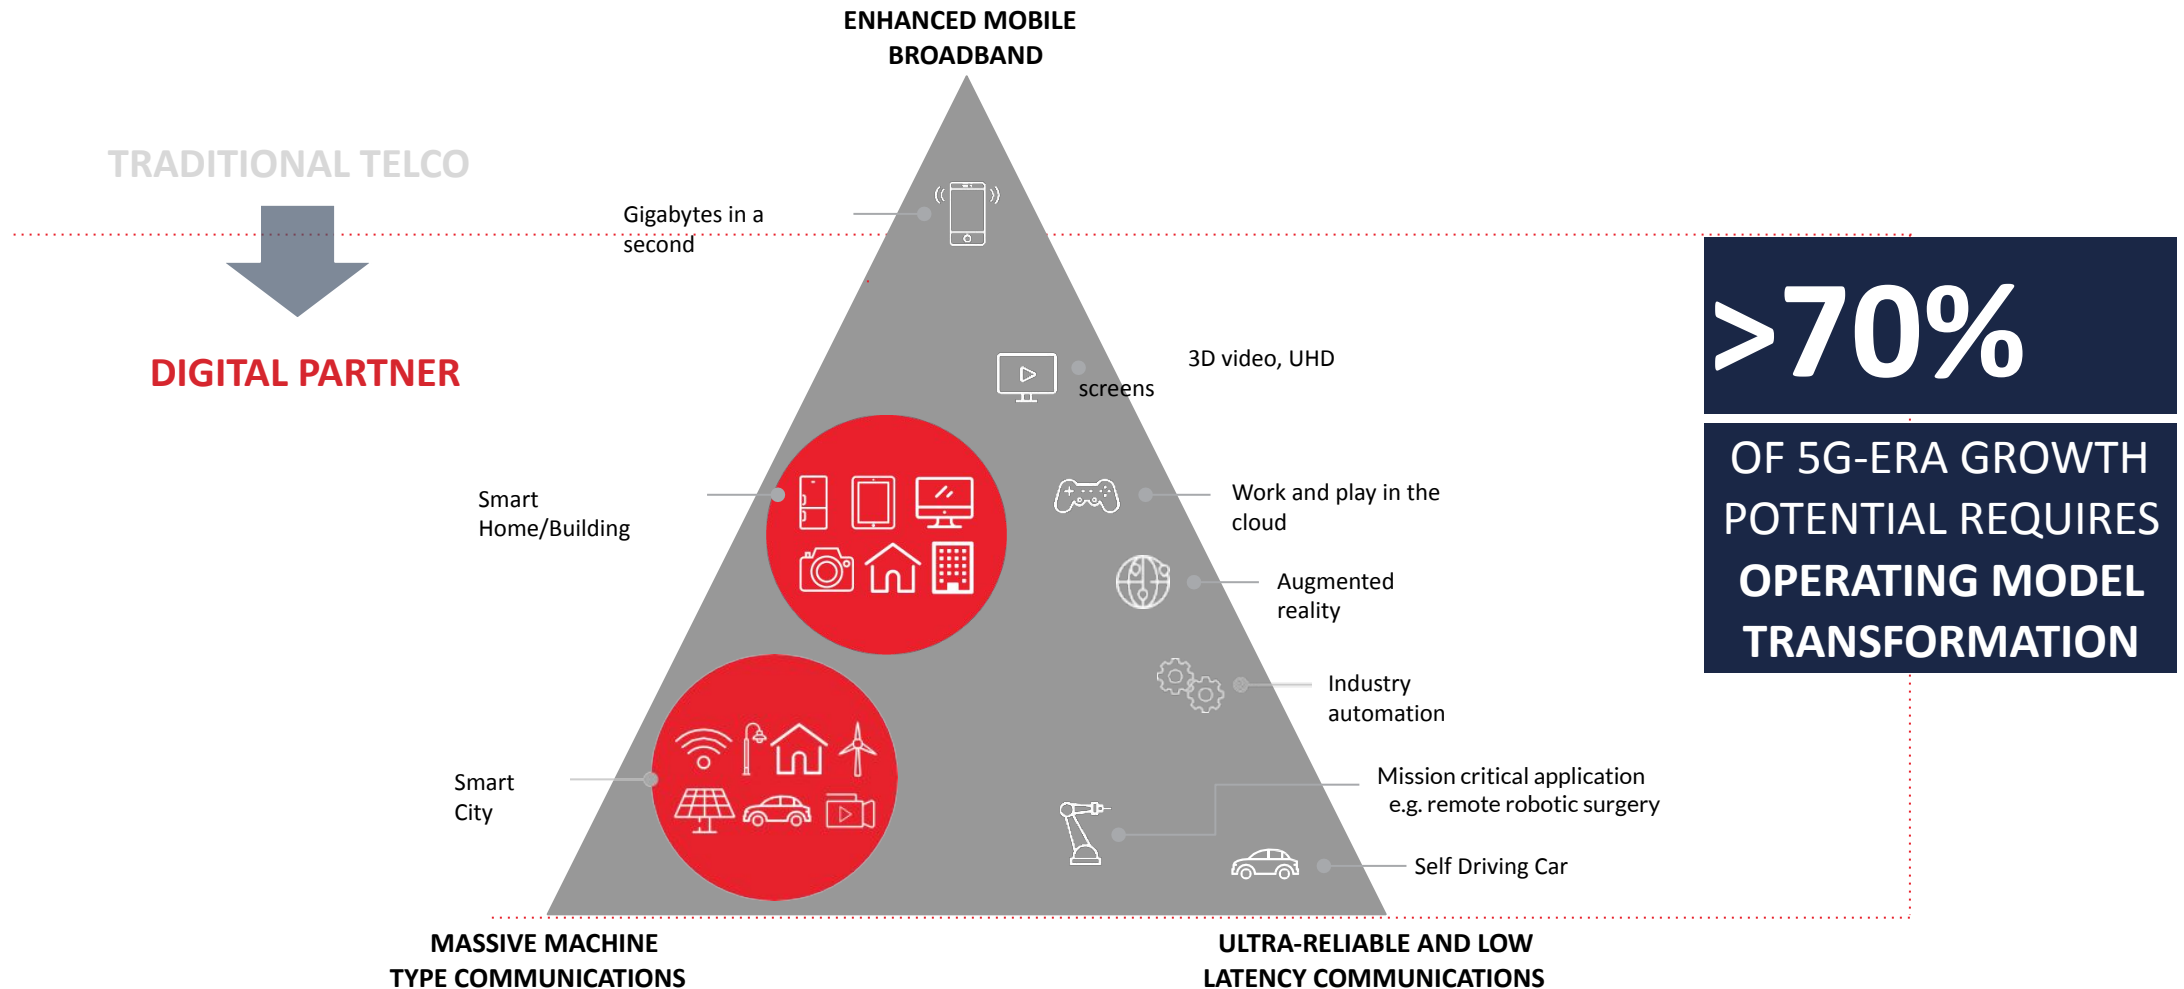 ENHANCED MOBILE
BROADBAND
TRADITIONAL TELCO
Gigabytes in a
second
>70%
DIGITAL PARTNER
3D video, UHD
screens
OF 5G-ERA GROWTH
POTENTIAL REQUIRES
OPERATING MODEL
TRANSFORMATION
Smart
Home/Building
Work and play in the
cloud
Augmented
reality
Industry
automation
Smart
City
Mission critical application
e.g. remote robotic surgery
Self Driving Car
MASSIVE MACHINE
TYPE COMMUNICATIONS
ULTRA-RELIABLE AND LOW
LATENCY COMMUNICATIONS